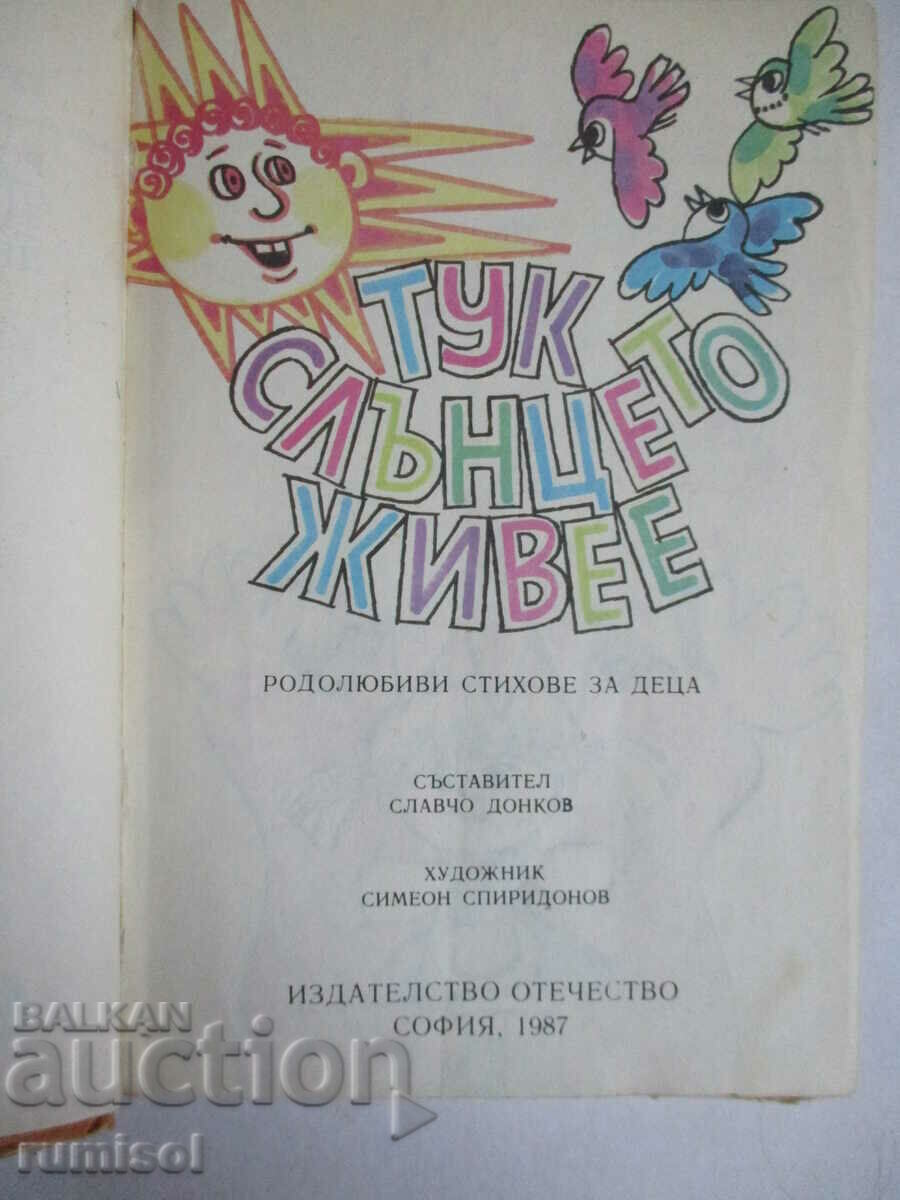 ТУК
СЛЪНЦЕТО
ЖИВЕЕ
РОДОЛЮБИВИ СТИХОВЕ ЗА ДЕЦА
СЪСТАВИТЕЛ
СЛАВЧО ДОНКОВ
ХУДОЖНИК
СИМЕОН СПИРИДОНОВ
ИЗДАТЕЛСТВО ОТЕЧЕСТВО
СОФИЯ, 1987
BALKAN
auction
rumisol